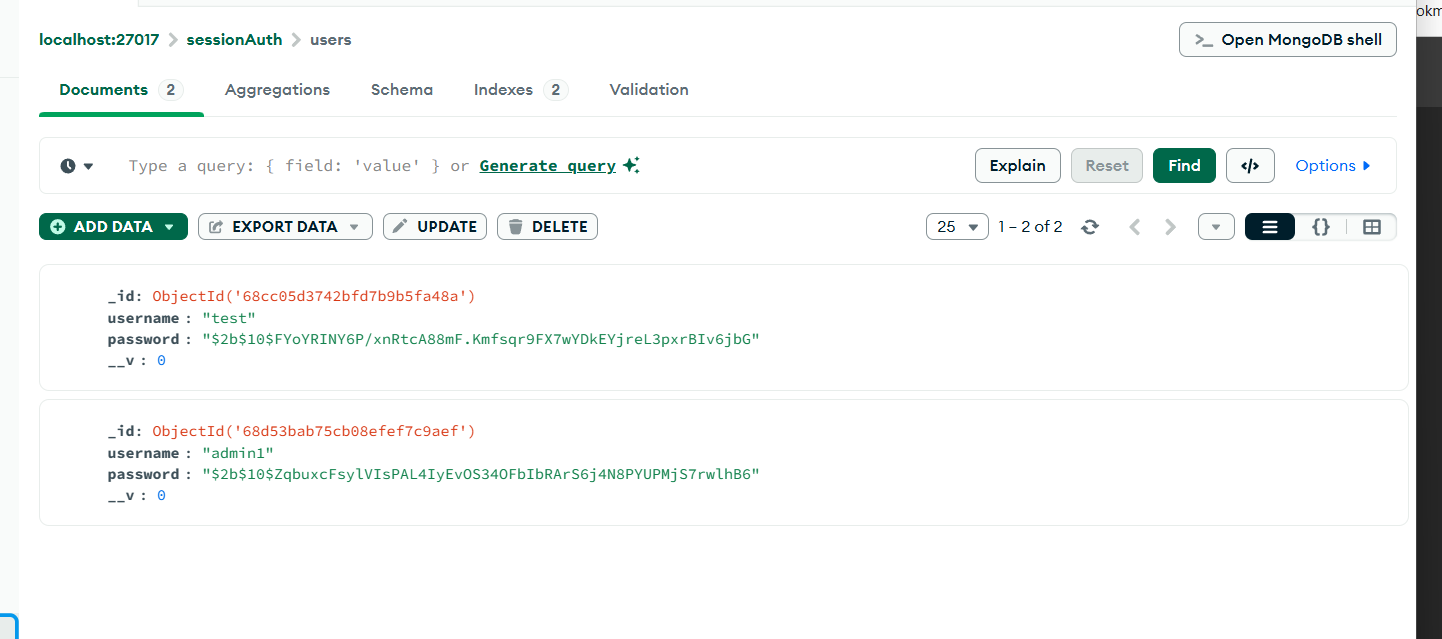 okm
localhost:27017 > sessionAuth > users
>_ Open MongoDB shell
Documents 2 Aggregations Schema Indexes 2 Validation
Type a query: { field: 'value' } or Generate query Explain Reset Find </> Options
ADD DATA EXPORT DATA UPDATE DELETE 25 1 – 2 of 2 {}
_id: ObjectId('68cc05d3742bfd7b9b5fa48a')
username : "test"
password : "$2b$10$FYoYRINY6P/xnRtcA88mF.Kmfsqr9FX7wYDkEYjreL3pxrBIv6jbG"
__v : 0
_id: ObjectId('68d53bab75cb08efef7c9aef')
username : "admin1"
password : "$2b$10$ZqbuxcFsylVIsPAL4IyEvOS34OFbIbRArS6j4N8PYUPMjS7rwlhB6"
__v : 0